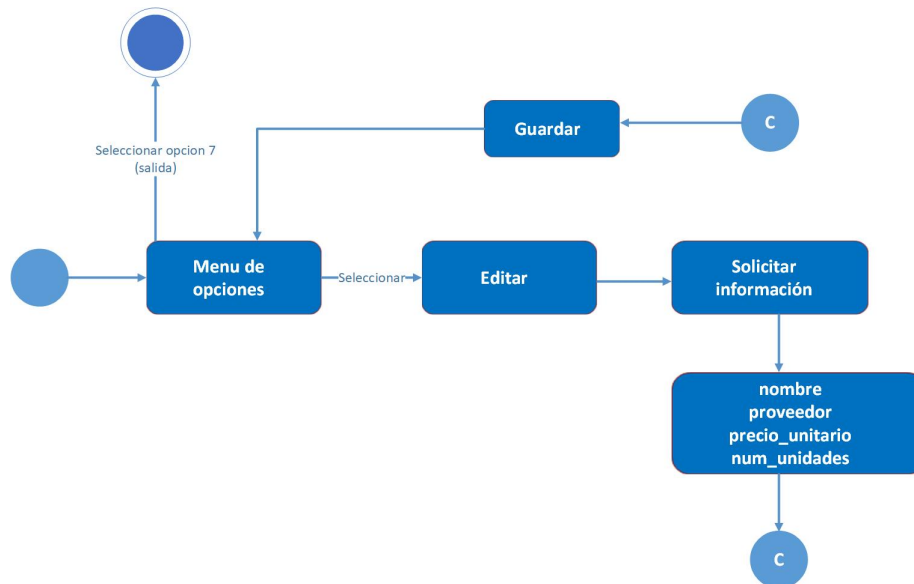 Seleccionar opcion 7
(salida)
Guardar
C
Menu de
opciones
Seleccionar
Editar
Solicitar
información
nombre
proveedor
precio_unitario
num_unidades
C